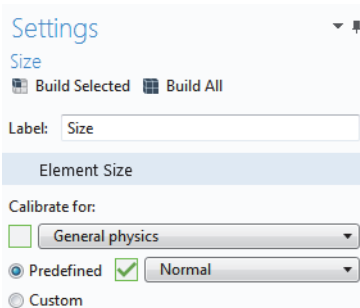 Settings
Size
Build Selected Build All
Label: Size
Element Size
Calibrate for:
General physics
Predefined Normal
Custom